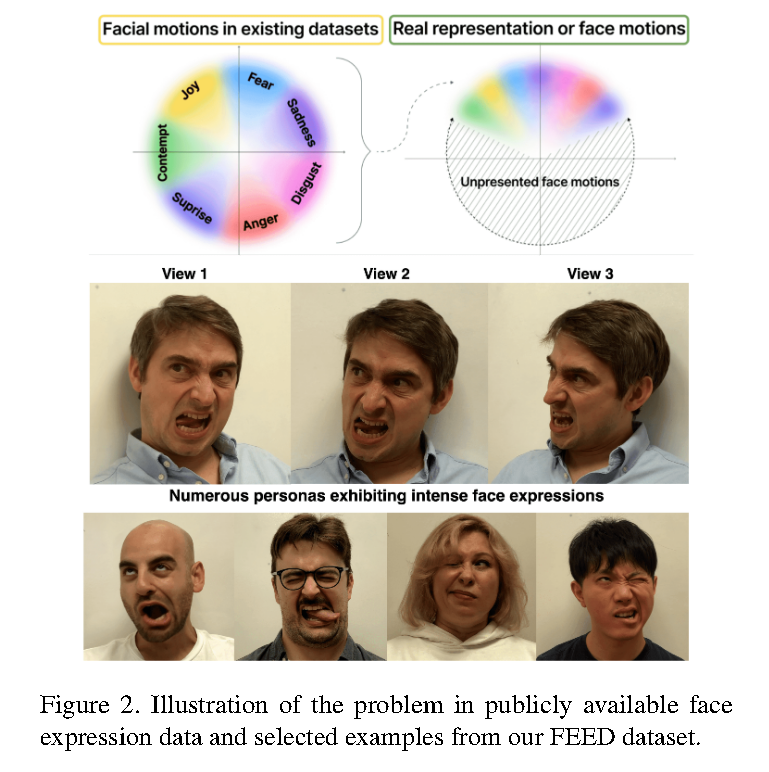 Facial motions in existing datasets
Real representation or face motions
Joy
Fear
Sadness
Disgust
Anger
Suprise
Contempt
Unpresented face motions
View 1
View 2
View 3
Numerous personas exhibiting intense face expressions
Figure 2. Illustration of the problem in publicly available face
expression data and selected examples from our FEED dataset.